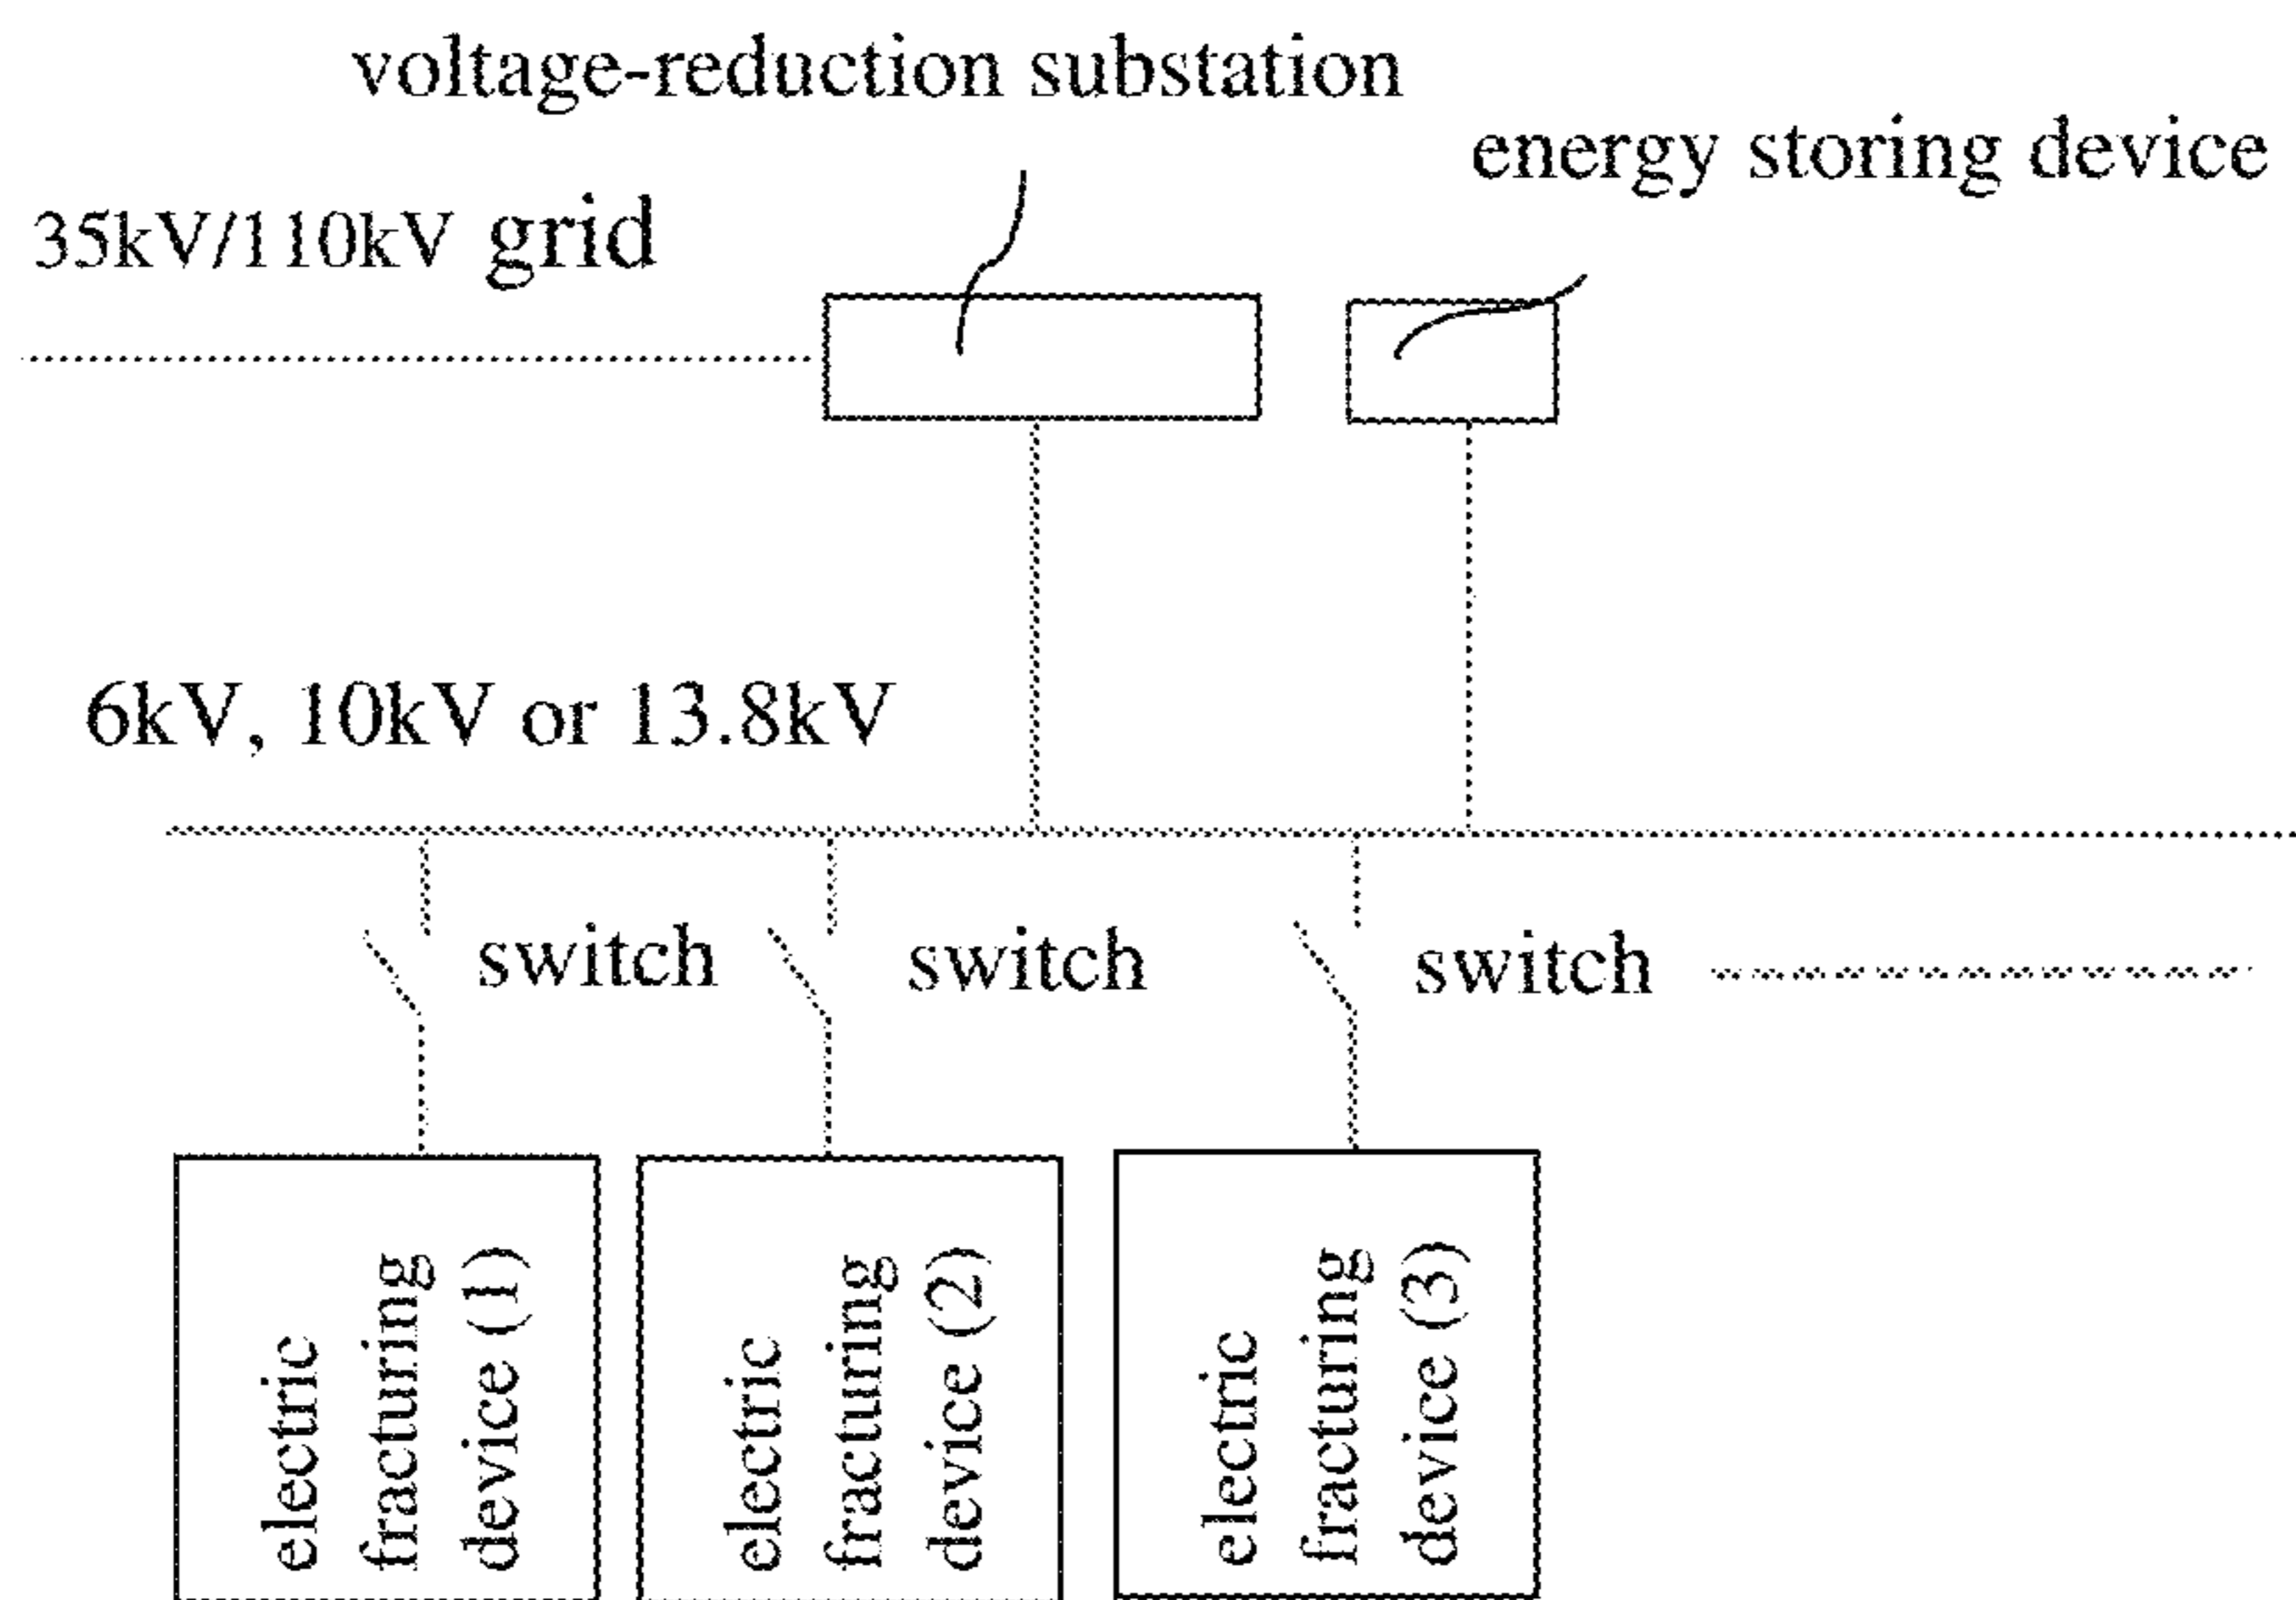 voltage-reduction substation
energy storing device
35kV/110kV grid
6kV, 10kV or 13.8kV
switch
switch
switch
electric
fracturing
device (1)
electric
fracturing
device (2)
electric
fracturing
device (3)